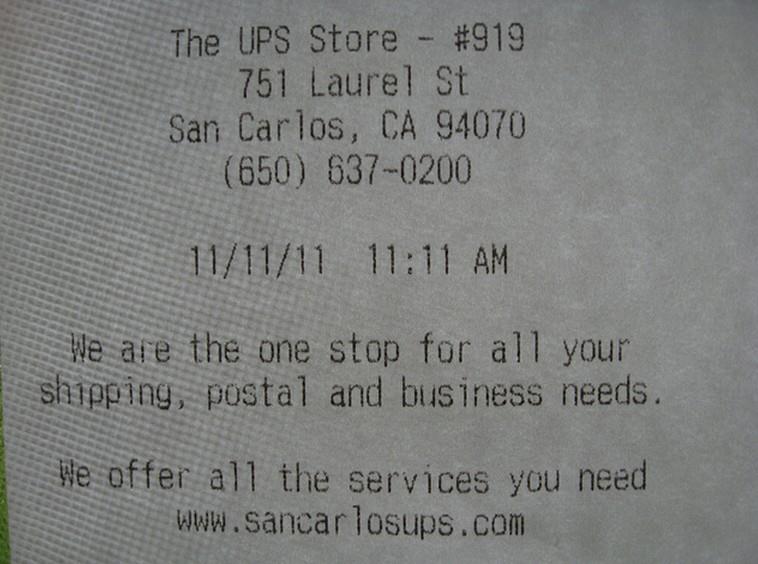 The UPS Store - #919
751 Laurel St
San Carlos, CA 94070
(650) 637-0200
11/11/11 11:11 AM
We are the one stop for all your
shipping, postal and business needs.
We offer all the services you need
www.sancarlosups.com